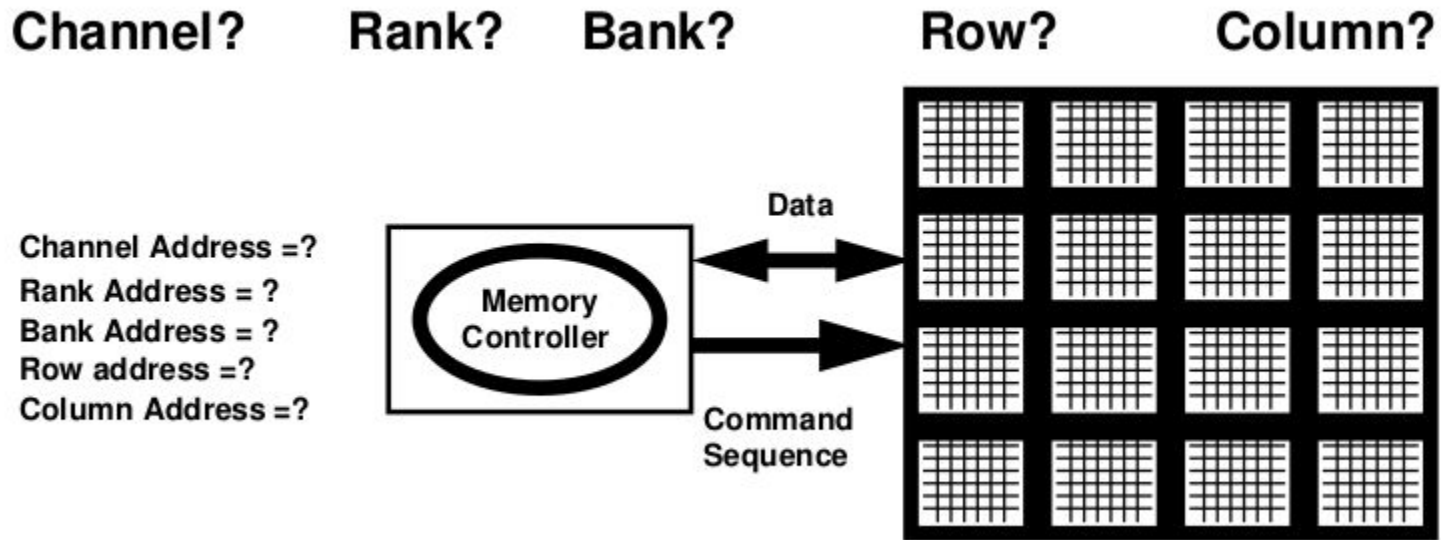 Channel? Rank? Bank? Row? Column?
Channel Address =?
Rank Address = ?
Bank Address = ?
Row address =?
Column Address =?
Memory
Controller
Data
Command
Sequence